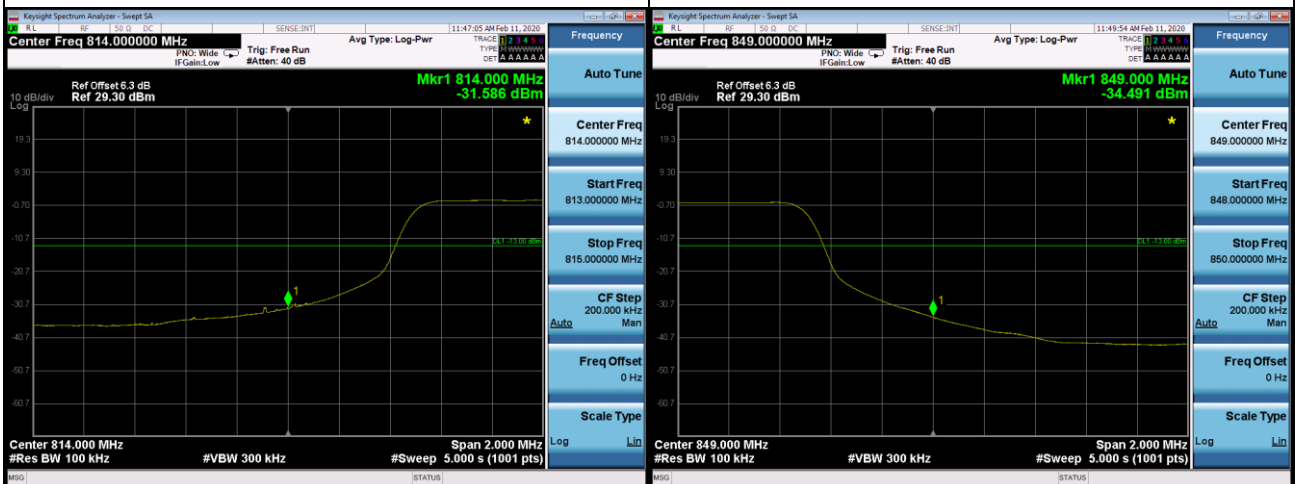 Keysight Spectrum Analyzer - Swept SA
RL RF 50 Ω DC SENSE:INT 11:47:05 AM Feb 11, 2020
Center Freq 814.000000 MHz Avg Type: Log-Pwr TRACE 1 2 3 4 5 6
PNO: Wide Trig: Free Run TYPE M WWWWW
IFGain:Low #Atten: 40 dB DET A A A A A A
Mkr1 814.000 MHz
Ref Offset 6.3 dB
10 dB/div Ref 29.30 dBm -31.586 dBm
Log
19.3
9.30
-0.70
-10.7
DL1 -13.00 dBm
-20.7
-30.7
1
-40.7
-50.7
-60.7
Center 814.000 MHz Span 2.000 MHz
#Res BW 100 kHz #VBW 300 kHz #Sweep 5.000 s (1001 pts)
MSG STATUS
Frequency
Auto Tune
Center Freq
814.000000 MHz
Start Freq
813.000000 MHz
Stop Freq
815.000000 MHz
CF Step
200.000 kHz
Auto Man
Freq Offset
0 Hz
Scale Type
Log Lin
Keysight Spectrum Analyzer - Swept SA
RL RF 50 Ω DC SENSE:INT 11:49:54 AM Feb 11, 2020
Center Freq 849.000000 MHz Avg Type: Log-Pwr TRACE 1 2 3 4 5 6
PNO: Wide Trig: Free Run TYPE M WWWWW
IFGain:Low #Atten: 40 dB DET A A A A A A
Mkr1 849.000 MHz
Ref Offset 6.3 dB
10 dB/div Ref 29.30 dBm -34.491 dBm
Log
19.3
9.30
-0.70
-10.7
DL1 -13.00 dBm
-20.7
-30.7
1
-40.7
-50.7
-60.7
Center 849.000 MHz Span 2.000 MHz
#Res BW 100 kHz #VBW 300 kHz #Sweep 5.000 s (1001 pts)
MSG STATUS
Frequency
Auto Tune
Center Freq
849.000000 MHz
Start Freq
848.000000 MHz
Stop Freq
850.000000 MHz
CF Step
200.000 kHz
Auto Man
Freq Offset
0 Hz
Scale Type
Log Lin